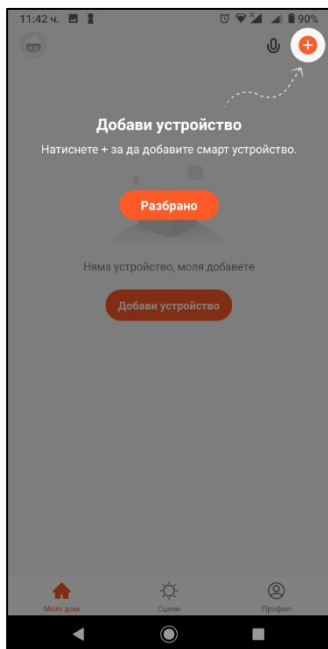 11:42 ч. 90%
Добави устройство
Натиснете + за да добавите смарт устройство.
Разбрано
Няма устройство, моля добавете
Добави устройство
Моят дом Сцени Профил